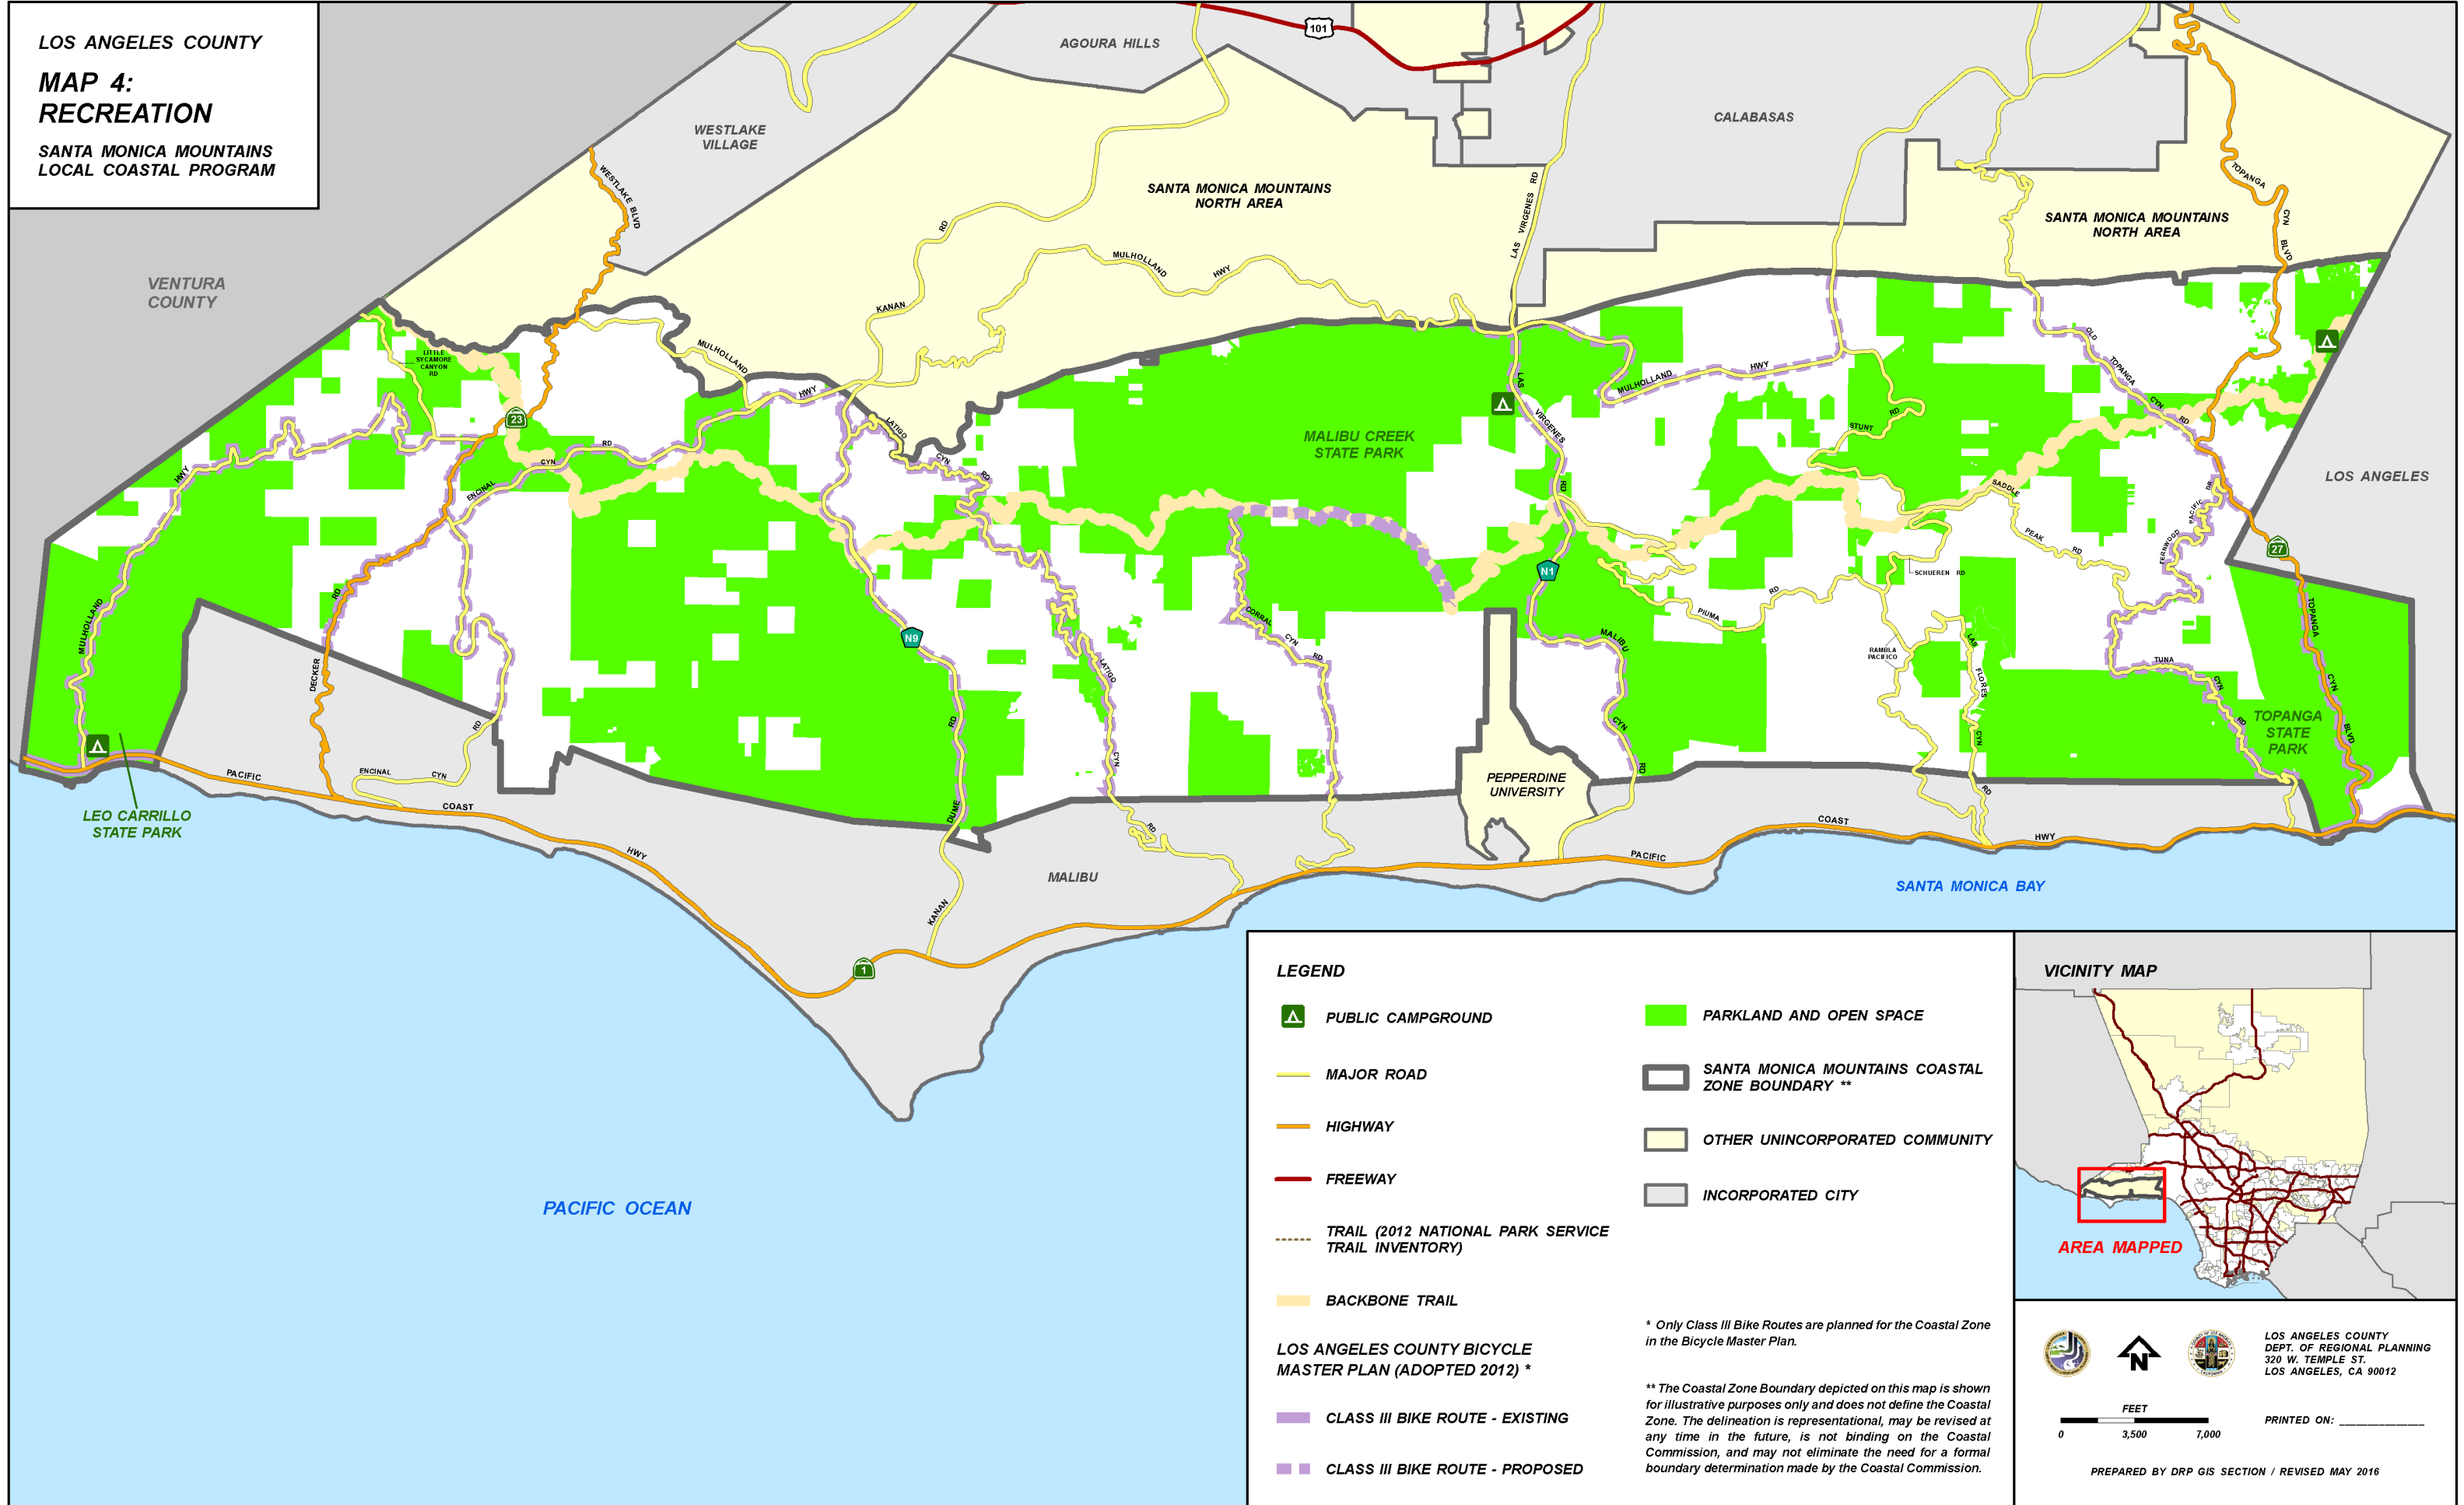 LOS ANGELES COUNTY
MAP 4:
RECREATION
SANTA MONICA MOUNTAINS
LOCAL COASTAL PROGRAM
101
AGOURA HILLS
WESTLAKE
VILLAGE
CALABASAS
WESTLAKE BLVD
SANTA MONICA MOUNTAINS
NORTH AREA
LAS VIRGENES RD
SANTA MONICA MOUNTAINS
NORTH AREA
TOPANGA
CYN
BLVD
VENTURA
COUNTY
RD
KANAN
MULHOLLAND
HWY
LITTLE
SYCAMORE
CANYON
RD
MULHOLLAND
HWY
23
LATIGO
CYN
RD
MALIBU CREEK
STATE PARK
LAS
VIRGENES
RD
MULHOLLAND
HWY
STUNT
RD
OLD
TOPANGA
CYN
RD
LOS ANGELES
HWY
ENCINAL
CYN
RD
SADDLE
PEAK
RD
FERNWOOD
PACIFIC
DR
27
MULHOLLAND
RD
DECKER
N9
N1
CORRAL
CYN
RD
PIUMA
RD
SCHUEREN RD
RAMBLA
PACIFICO
LAS
FLORES
CYN
RD
MALIBU
CYN
RD
TUNA
CYN
RD
TOPANGA
CYN
BLVD
TOPANGA
STATE
PARK
LATIGO
CYN
RD
RD
DUME
KANAN
RD
ENCINAL
CYN
LEO CARRILLO
STATE PARK
PACIFIC
COAST
HWY
1
MALIBU
PEPPERDINE
UNIVERSITY
PACIFIC
COAST
HWY
SANTA MONICA BAY
PACIFIC OCEAN
LEGEND
PUBLIC CAMPGROUND
MAJOR ROAD
HIGHWAY
FREEWAY
TRAIL (2012 NATIONAL PARK SERVICE
TRAIL INVENTORY)
BACKBONE TRAIL
LOS ANGELES COUNTY BICYCLE
MASTER PLAN (ADOPTED 2012) *
CLASS III BIKE ROUTE - EXISTING
CLASS III BIKE ROUTE - PROPOSED
PARKLAND AND OPEN SPACE
SANTA MONICA MOUNTAINS COASTAL
ZONE BOUNDARY **
OTHER UNINCORPORATED COMMUNITY
INCORPORATED CITY
* Only Class III Bike Routes are planned for the Coastal Zone
in the Bicycle Master Plan.
** The Coastal Zone Boundary depicted on this map is shown
for illustrative purposes only and does not define the Coastal
Zone. The delineation is representational, may be revised at
any time in the future, is not binding on the Coastal
Commission, and may not eliminate the need for a formal
boundary determination made by the Coastal Commission.
VICINITY MAP
AREA MAPPED
N
LOS ANGELES COUNTY
DEPT. OF REGIONAL PLANNING
320 W. TEMPLE ST.
LOS ANGELES, CA 90012
FEET
0 3,500 7,000
PRINTED ON: _______________
PREPARED BY DRP GIS SECTION / REVISED MAY 2016